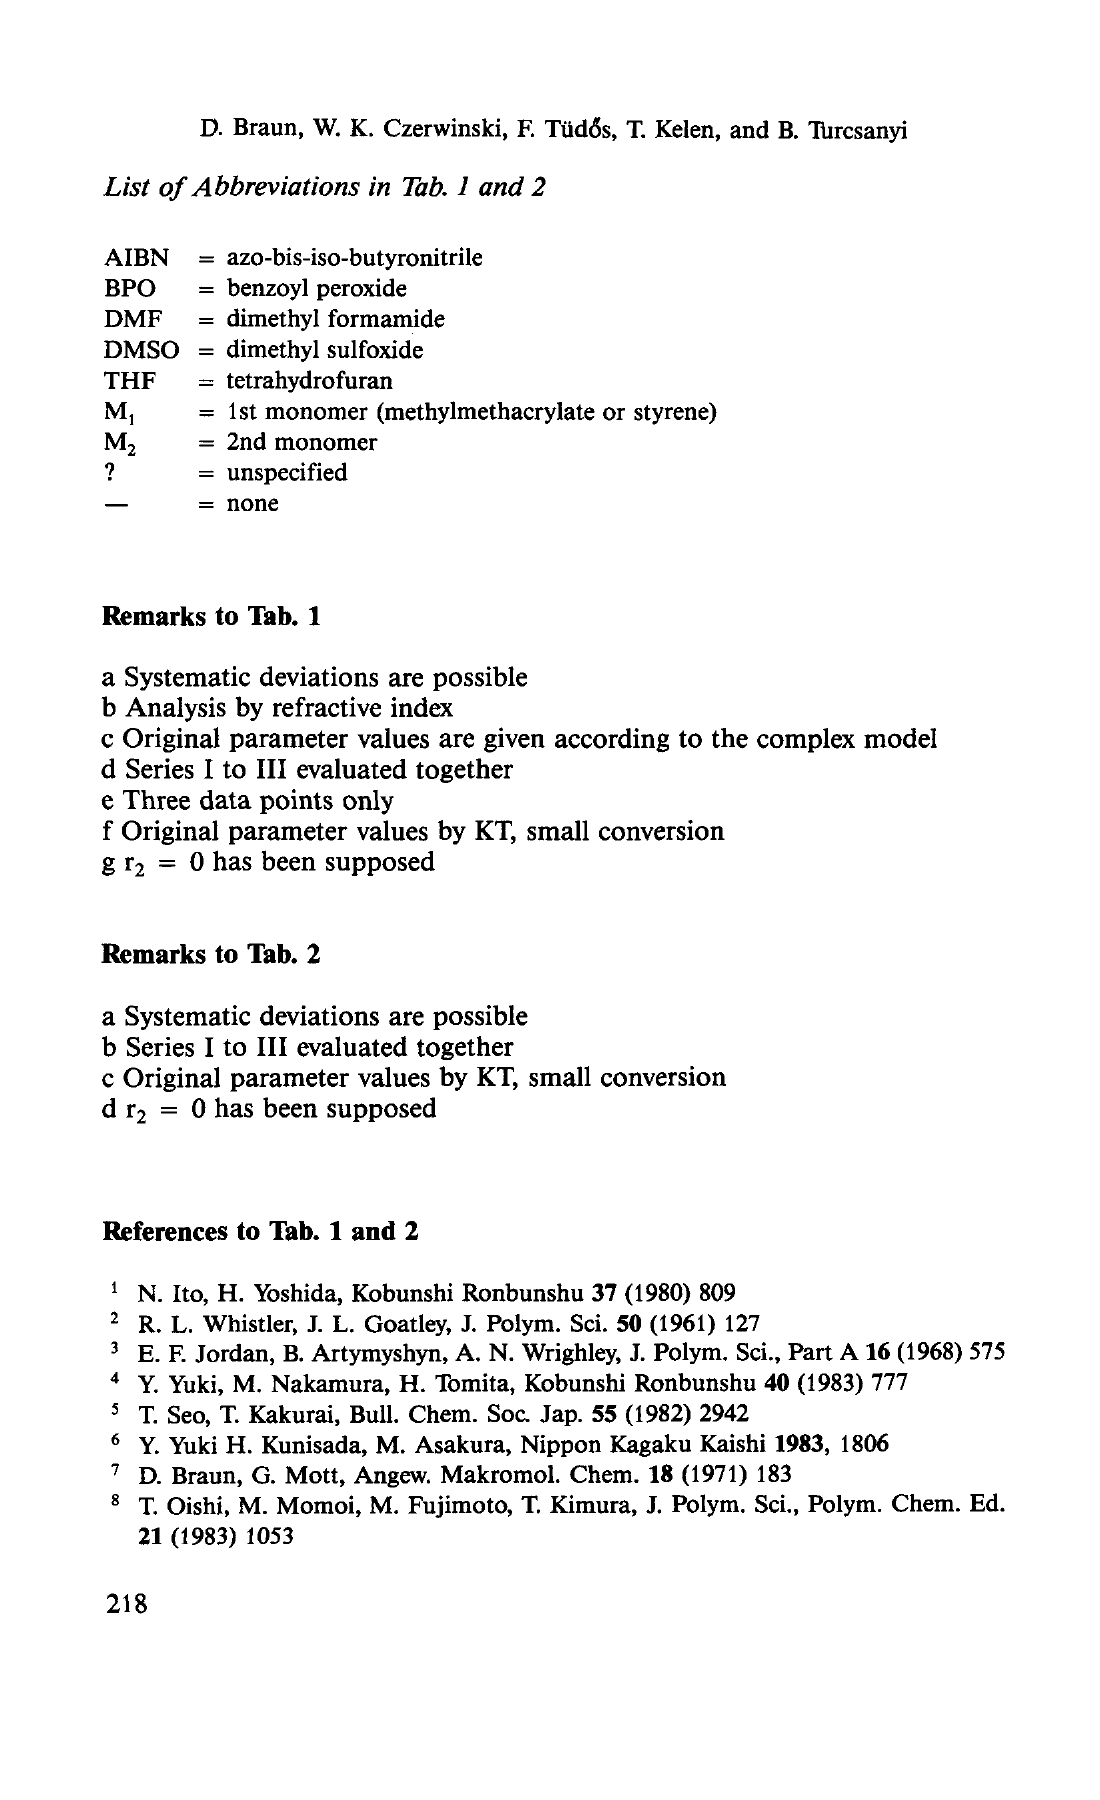 D. Braun, W. K. Czerwinski, F. Tüdős, T. Kelen, and B. Turcsanyi
List of Abbreviations in Tab. 1 and 2
AIBN = azo-bis-iso-butyronitrile
BPO = benzoyl peroxide
DMF = dimethyl formamide
DMSO = dimethyl sulfoxide
THF = tetrahydrofuran
M₁ = 1st monomer (methylmethacrylate or styrene)
M₂ = 2nd monomer
? = unspecified
— = none
Remarks to Tab. 1
a Systematic deviations are possible
b Analysis by refractive index
c Original parameter values are given according to the complex model
d Series I to III evaluated together
e Three data points only
f Original parameter values by KT, small conversion
g r₂ = 0 has been supposed
Remarks to Tab. 2
a Systematic deviations are possible
b Series I to III evaluated together
c Original parameter values by KT, small conversion
d r₂ = 0 has been supposed
References to Tab. 1 and 2
¹ N. Ito, H. Yoshida, Kobunshi Ronbunshu 37 (1980) 809
² R. L. Whistler, J. L. Goatley, J. Polym. Sci. 50 (1961) 127
³ E. F. Jordan, B. Artymyshyn, A. N. Wrighley, J. Polym. Sci., Part A 16 (1968) 575
⁴ Y. Yuki, M. Nakamura, H. Tomita, Kobunshi Ronbunshu 40 (1983) 777
⁵ T. Seo, T. Kakurai, Bull. Chem. Soc. Jap. 55 (1982) 2942
⁶ Y. Yuki H. Kunisada, M. Asakura, Nippon Kagaku Kaishi 1983, 1806
⁷ D. Braun, G. Mott, Angew. Makromol. Chem. 18 (1971) 183
⁸ T. Oishi, M. Momoi, M. Fujimoto, T. Kimura, J. Polym. Sci., Polym. Chem. Ed.
21 (1983) 1053
218